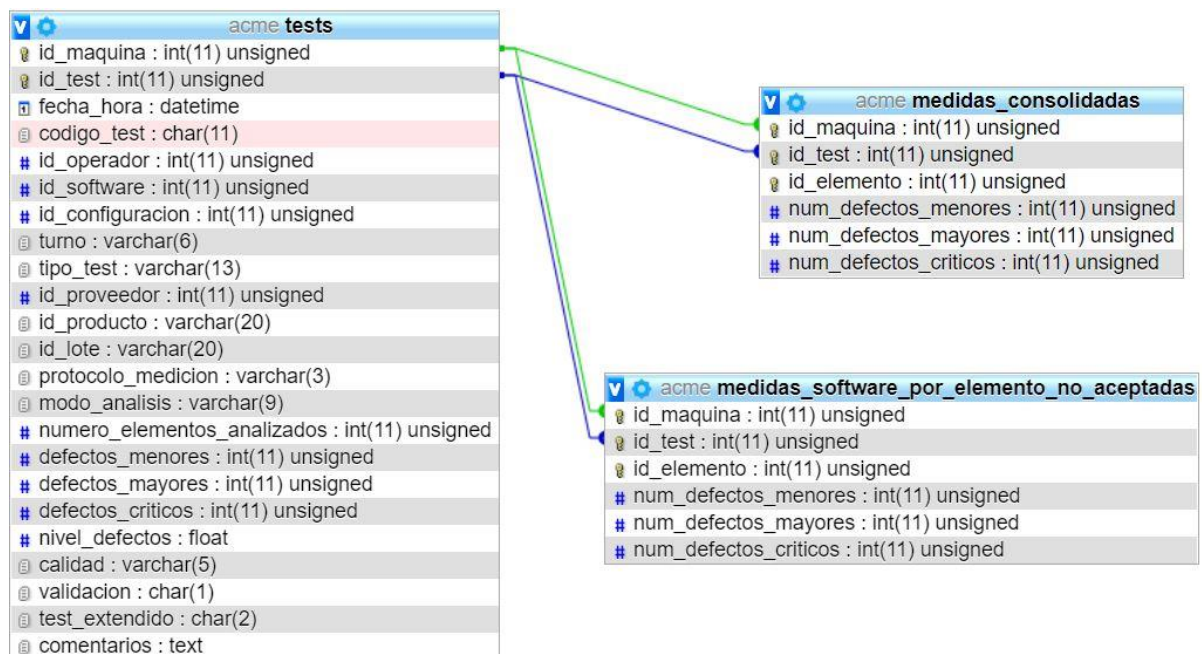 acme tests
id_maquina : int(11) unsigned
id_test : int(11) unsigned
fecha_hora : datetime
codigo_test : char(11)
id_operador : int(11) unsigned
id_software : int(11) unsigned
id_configuracion : int(11) unsigned
turno : varchar(6)
tipo_test : varchar(13)
id_proveedor : int(11) unsigned
id_producto : varchar(20)
id_lote : varchar(20)
protocolo_medicion : varchar(3)
modo_analisis : varchar(9)
numero_elementos_analizados : int(11) unsigned
defectos_menores : int(11) unsigned
defectos_mayores : int(11) unsigned
defectos_criticos : int(11) unsigned
nivel_defectos : float
calidad : varchar(5)
validacion : char(1)
test_extendido : char(2)
comentarios : text
acme medidas_consolidadas
id_maquina : int(11) unsigned
id_test : int(11) unsigned
id_elemento : int(11) unsigned
num_defectos_menores : int(11) unsigned
num_defectos_mayores : int(11) unsigned
num_defectos_criticos : int(11) unsigned
acme medidas_software_por_elemento_no_aceptadas
id_maquina : int(11) unsigned
id_test : int(11) unsigned
id_elemento : int(11) unsigned
num_defectos_menores : int(11) unsigned
num_defectos_mayores : int(11) unsigned
num_defectos_criticos : int(11) unsigned